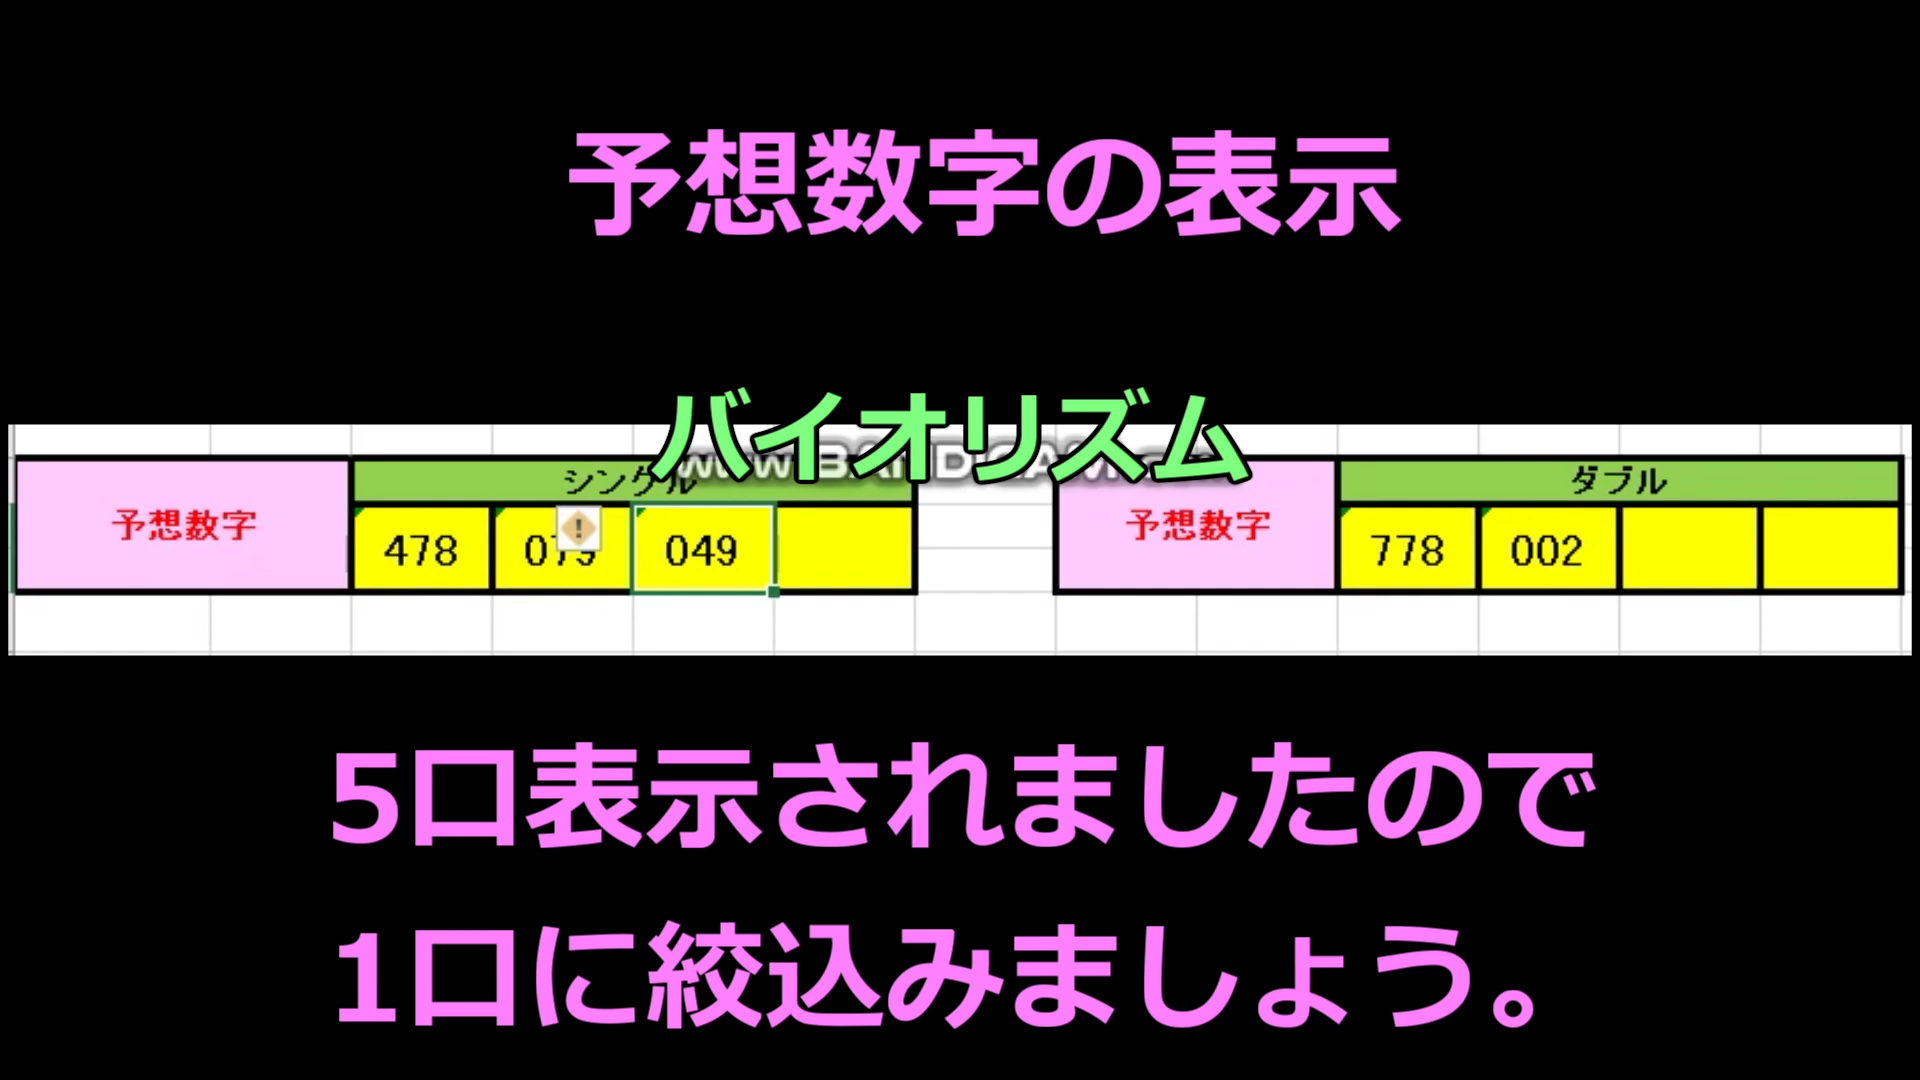 予想数字の表示
バイオリズム
シングル
ダブル
予想数字
予想数字
478
049
778
002
5口表示されましたので
1口に絞込みましょう。